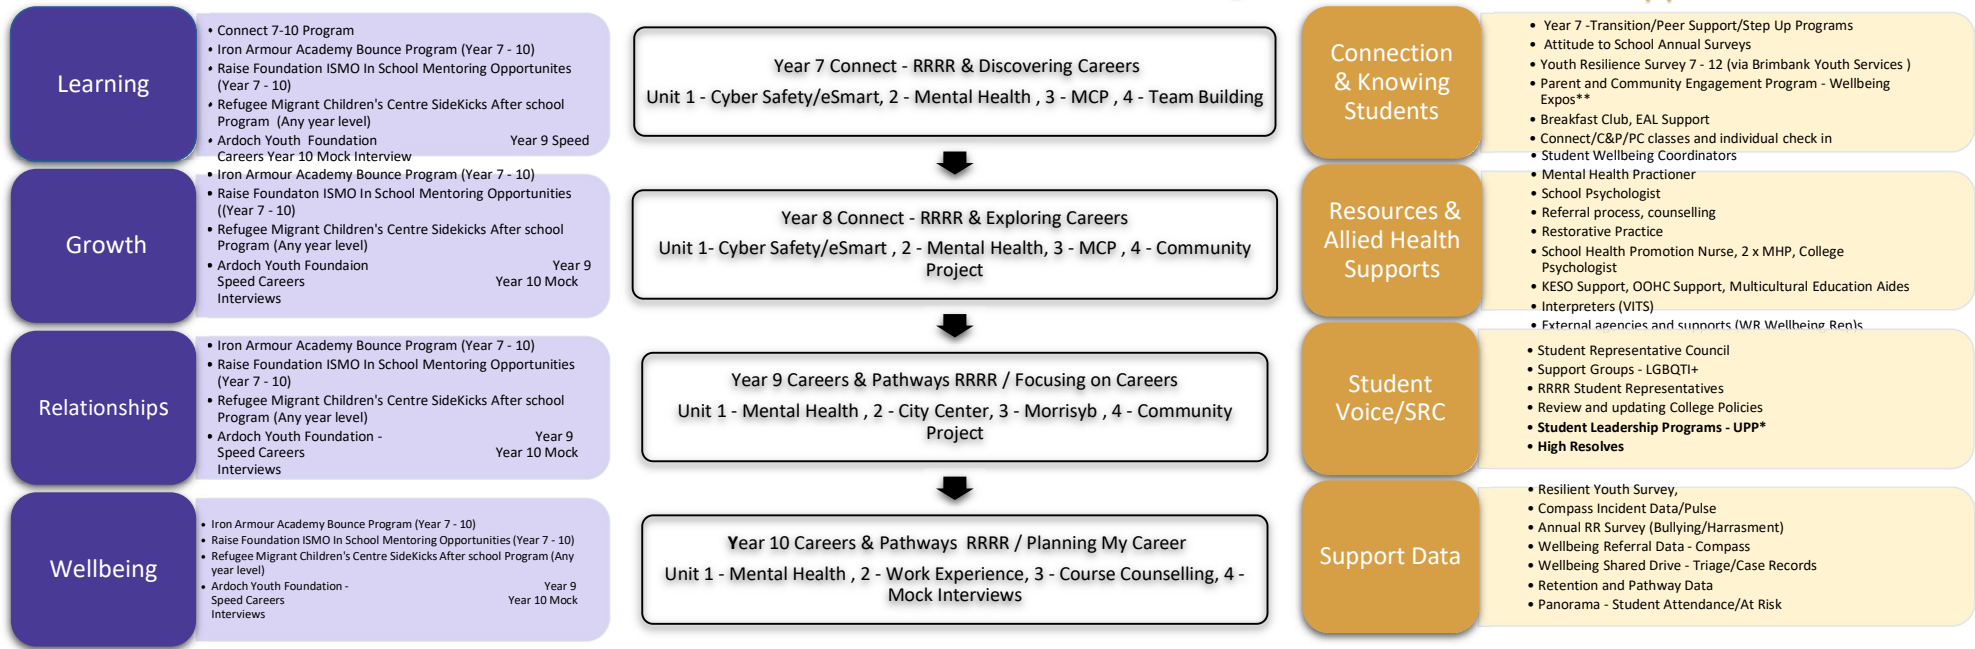 Learning
• Connect 7-10 Program
• Iron Armour Academy Bounce Program (Year 7 - 10)
• Raise Foundation ISMO In School Mentoring Opportunites
(Year 7 - 10)
• Refugee Migrant Children's Centre SideKicks After school
Program (Any year level)
• Ardoch Youth Foundation Year 9 Speed
Careers Year 10 Mock Interview
Growth
• Iron Armour Academy Bounce Program (Year 7 - 10)
• Raise Foundaton ISMO In School Mentoring Opportunities
((Year 7 - 10)
• Refugee Migrant Children's Centre Sidekicks After school
Program (Any year level)
• Ardoch Youth Foundaion Year 9
Speed Careers Year 10 Mock
Interviews
Relationships
• Iron Armour Academy Bounce Program (Year 7 - 10)
• Raise Foundation ISMO In School Mentoring Opportunities
(Year 7 - 10)
• Refugee Migrant Children's Centre SideKicks After school
Program (Any year level)
• Ardoch Youth Foundation - Year 9
Speed Careers Year 10 Mock
Interviews
Wellbeing
• Iron Armour Academy Bounce Program (Year 7 - 10)
• Raise Foundation ISMO In School Mentoring Opportunities (Year 7 - 10)
• Refugee Migrant Children's Centre SideKicks After school Program (Any
year level)
• Ardoch Youth Foundation - Year 9
Speed Careers Year 10 Mock
Interviews
Year 7 Connect - RRRR & Discovering Careers
Unit 1 - Cyber Safety/eSmart, 2 - Mental Health , 3 - MCP , 4 - Team Building
Year 8 Connect - RRRR & Exploring Careers
Unit 1- Cyber Safety/eSmart , 2 - Mental Health, 3 - MCP , 4 - Community
Project
Year 9 Careers & Pathways RRRR / Focusing on Careers
Unit 1 - Mental Health , 2 - City Center, 3 - Morrisyb , 4 - Community
Project
Year 10 Careers & Pathways RRRR / Planning My Career
Unit 1 - Mental Health , 2 - Work Experience, 3 - Course Counselling, 4 -
Mock Interviews
Connection
& Knowing
Students
• Year 7 -Transition/Peer Support/Step Up Programs
• Attitude to School Annual Surveys
• Youth Resilience Survey 7 - 12 (via Brimbank Youth Services )
• Parent and Community Engagement Program - Wellbeing
Expos**
• Breakfast Club, EAL Support
• Connect/C&P/PC classes and individual check in
Resources &
Allied Health
Supports
• Student Wellbeing Coordinators
• Mental Health Practioner
• School Psychologist
• Referral process, counselling
• Restorative Practice
• School Health Promotion Nurse, 2 x MHP, College
Psychologist
• KESO Support, OOHC Support, Multicultural Education Aides
• Interpreters (VITS)
• External agencies and supports (WR Wellbeing Rep)s
Student
Voice/SRC
• Student Representative Council
• Support Groups - LGBQTI+
• RRRR Student Representatives
• Review and updating College Policies
• Student Leadership Programs - UPP*
• High Resolves
Support Data
• Resilient Youth Survey,
• Compass Incident Data/Pulse
• Annual RR Survey (Bullying/Harrasment)
• Wellbeing Referral Data - Compass
• Wellbeing Shared Drive - Triage/Case Records
• Retention and Pathway Data
• Panorama - Student Attendance/At Risk